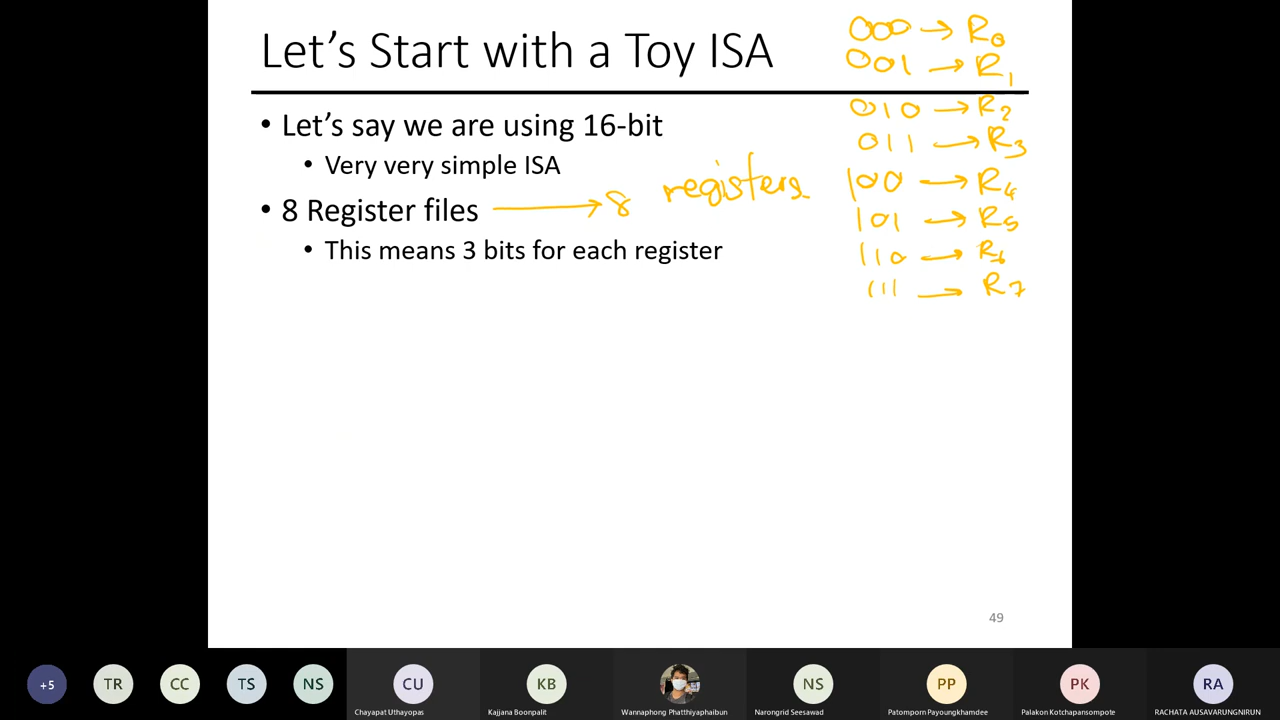 Let's Start with a Toy ISA
• Let's say we are using 16-bit
• Very very simple ISA
• 8 Register files → 8 registers
• This means 3 bits for each register
000 → R0
001 → R1
010 → R2
011 → R3
100 → R4
101 → R5
110 → R6
111 → R7
49
+5 TR CC TS NS CU KB NS PP PK RA
Chayapat Uthayopas Kajjana Boonpalit Wannaphong Phatthiyaphaibun Narongrid Seesawad Patomporn Payoungkhamdee Palakon Kotchapansompote RACHATA AUSAVARUNGNIRUN